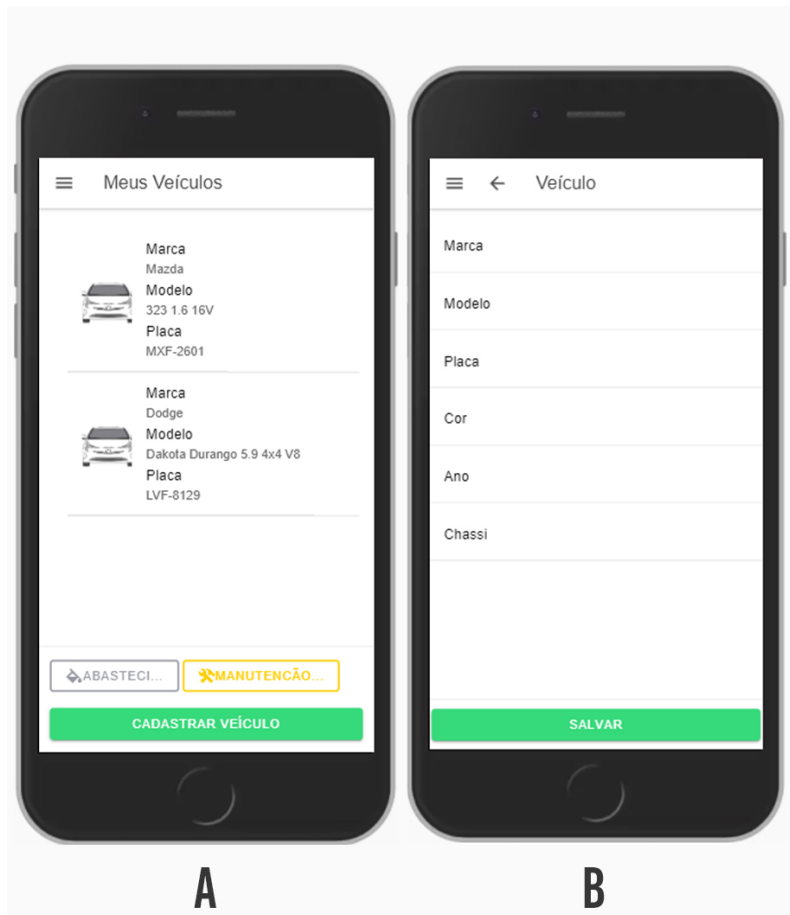 Meus Veículos
Marca
Mazda
Modelo
323 1.6 16V
Placa
MXF-2601
Marca
Dodge
Modelo
Dakota Durango 5.9 4x4 V8
Placa
LVF-8129
ABASTECI...
MANUTENCÃO...
CADASTRAR VEÍCULO
A
Veículo
Marca
Modelo
Placa
Cor
Ano
Chassi
SALVAR
B